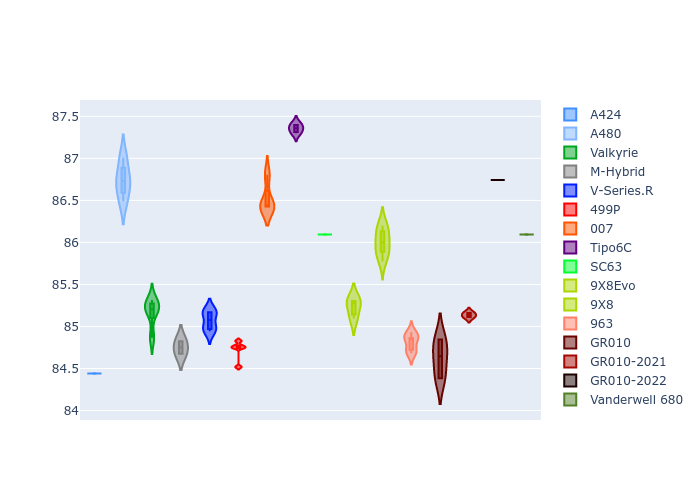 87.5
87
86.5
86
85.5
85
84.5
84
A424
A480
Valkyrie
M-Hybrid
V-Series.R
499P
007
Tipo6C
SC63
9X8Evo
9X8
963
GR010
GR010-2021
GR010-2022
Vanderwell 680